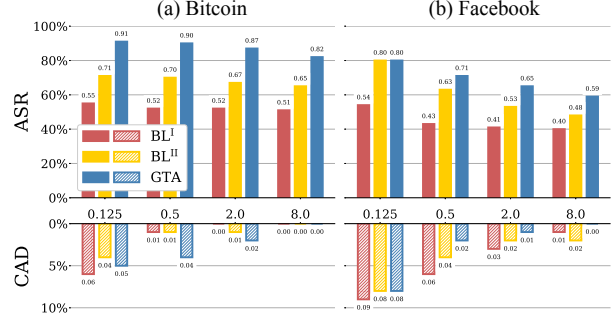 (a) Bitcoin
(b) Facebook
ASR
100%
80%
60%
40%
20%
0%
0.55 0.71 0.91
0.52 0.70 0.90
0.52 0.67 0.87
0.51 0.65 0.82
0.54 0.80 0.80
0.43 0.63 0.71
0.41 0.53 0.65
0.40 0.48 0.59
BL^I
BL^II
GTA
0.125 0.5 2.0 8.0
0.125 0.5 2.0 8.0
CAD
0%
5%
10%
0.06 0.04 0.05
0.01 0.01 0.04
0.00 0.01 0.02
0.00 0.00 0.00
0.09 0.08 0.08
0.06 0.04 0.02
0.03 0.02 0.01
0.01 0.02 0.00